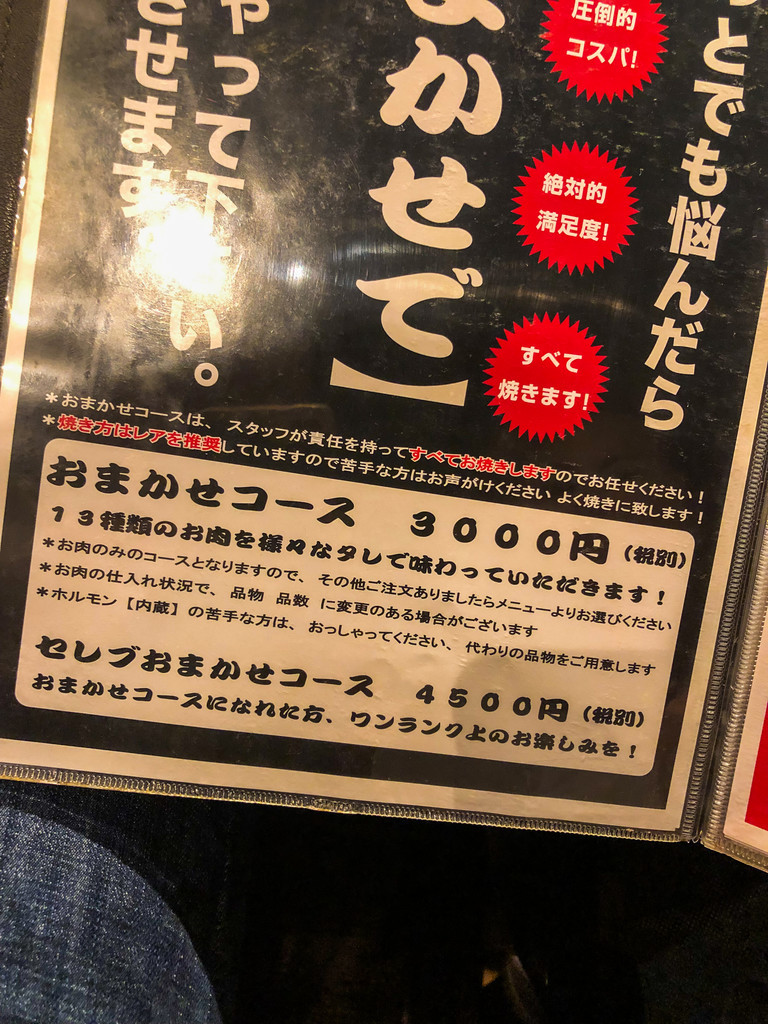 っとでも悩んだら
圧倒的
コスパ!
絶対的
満足度!
すべて
焼きます!
まかせで】
ゃって下さい。
させます
*おまかせコースは、スタッフが責任を持ってすべてお焼きしますのでお任せください!
*焼き方はレアを推奨していますので苦手な方はお声がけください よく焼きに致します!
おまかせコース 3000円(税別)
13種類のお肉を様々なタレで味わっていただきます!
*お肉のみのコースとなりますので、その他ご注文ありましたらメニューよりお選びください
*お肉の仕入れ状況で、品物 品数 に変更のある場合がございます
*ホルモン【内蔵】の苦手な方は、おっしゃってください、代わりの品物をご用意します
セレブおまかせコース 4500円(税別)
おまかせコースになれた方、ワンランク上のお楽しみを!